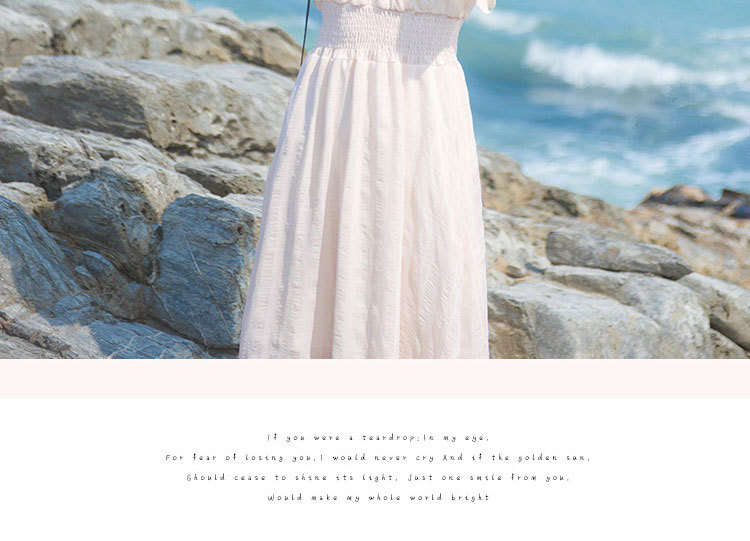 If you were a teardrop;In my eye,
For fear of losing you,I would never cry And if the golden sun,
Should cease to shine its light, Just one smile from you,
Would make my whole world bright